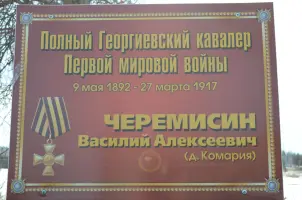 Полный Георгиевский кавалер
Первой мировой войны
9 мая 1892 - 27 марта 1917
ЧЕРЕМИСИН
Василий Алексеевич
(д. Комария)